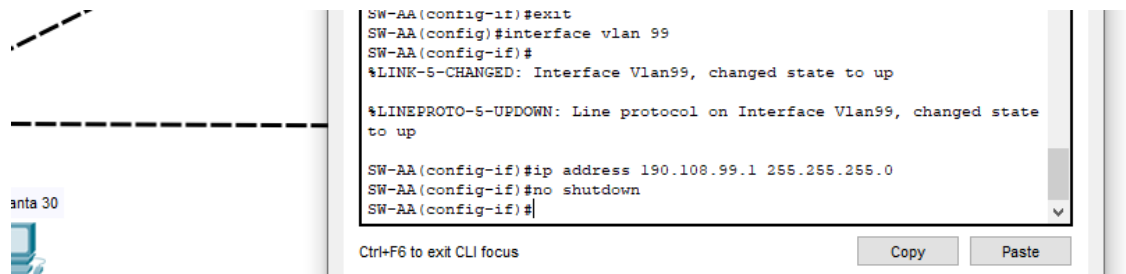 SW-AA(config-if)#exit
SW-AA(config)#interface vlan 99
SW-AA(config-if)#
%LINK-5-CHANGED: Interface Vlan99, changed state to up
%LINEPROTO-5-UPDOWN: Line protocol on Interface Vlan99, changed state
to up
SW-AA(config-if)#ip address 190.108.99.1 255.255.255.0
SW-AA(config-if)#no shutdown
SW-AA(config-if)#
anta 30
Ctrl+F6 to exit CLI focus
Copy
Paste